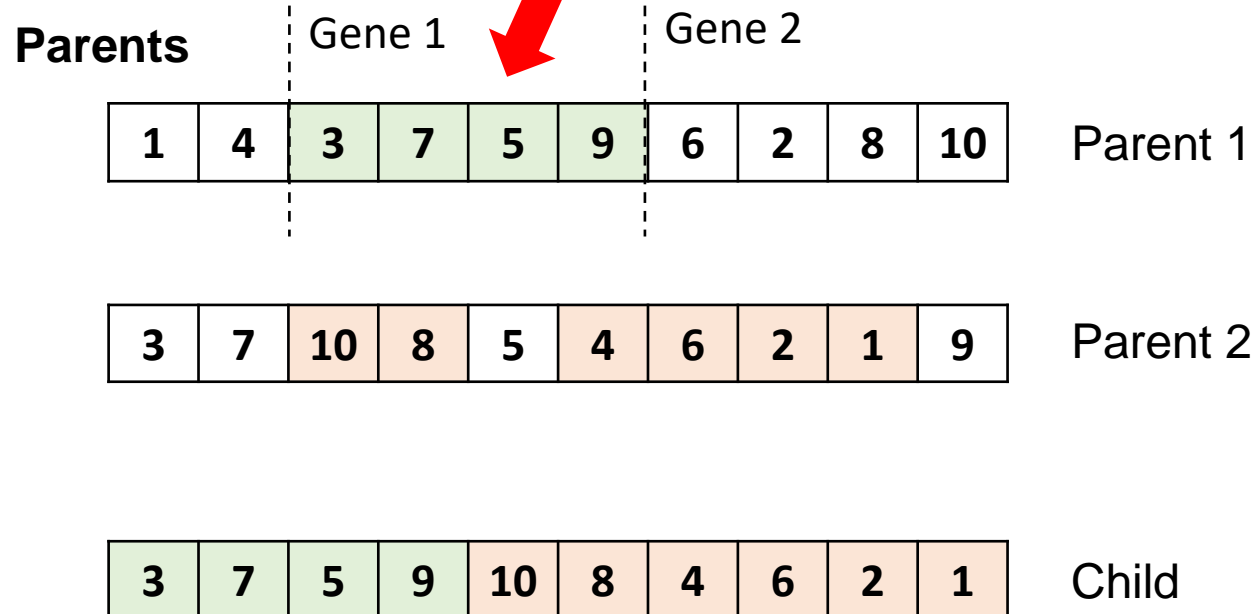 Parents Gene 1 Gene 2
1 4 3 7 5 9 6 2 8 10 Parent 1
3 7 10 8 5 4 6 2 1 9 Parent 2
3 7 5 9 10 8 4 6 2 1 Child